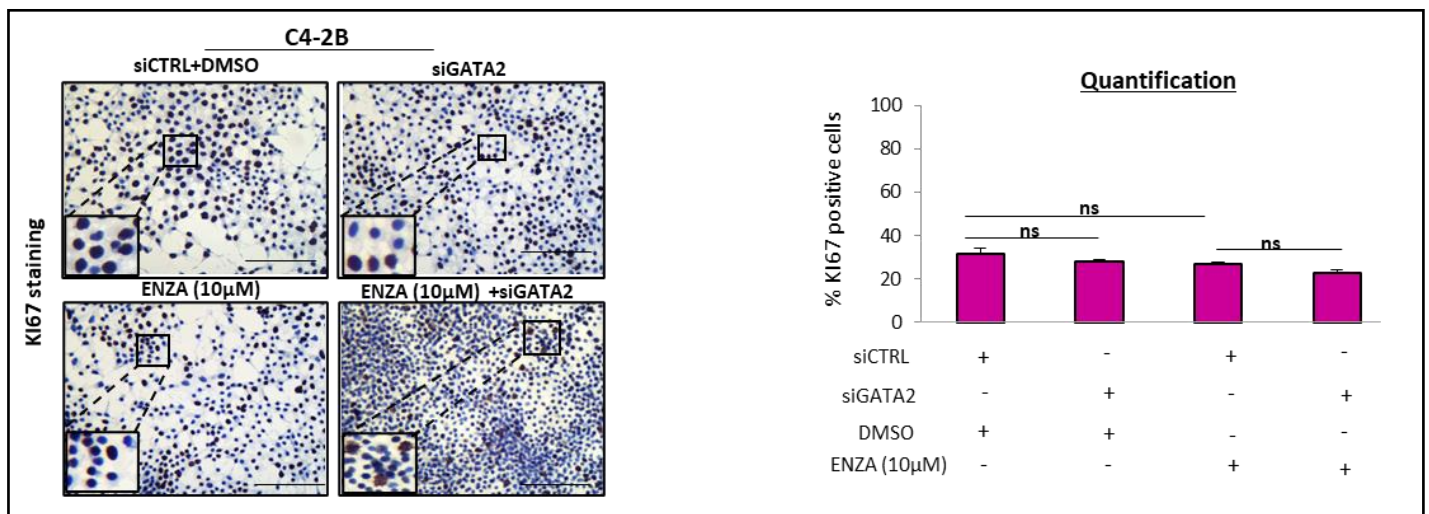 C4-2B
siCTRL+DMSO
siGATA2
KI67 staining
ENZA (10µM)
ENZA (10µM) +siGATA2
Quantification
% KI67 positive cells
100
80
60
40
20
0
ns
ns
ns
siCTRL + - + -
siGATA2 - + - +
DMSO + + - -
ENZA (10µM) - - + +